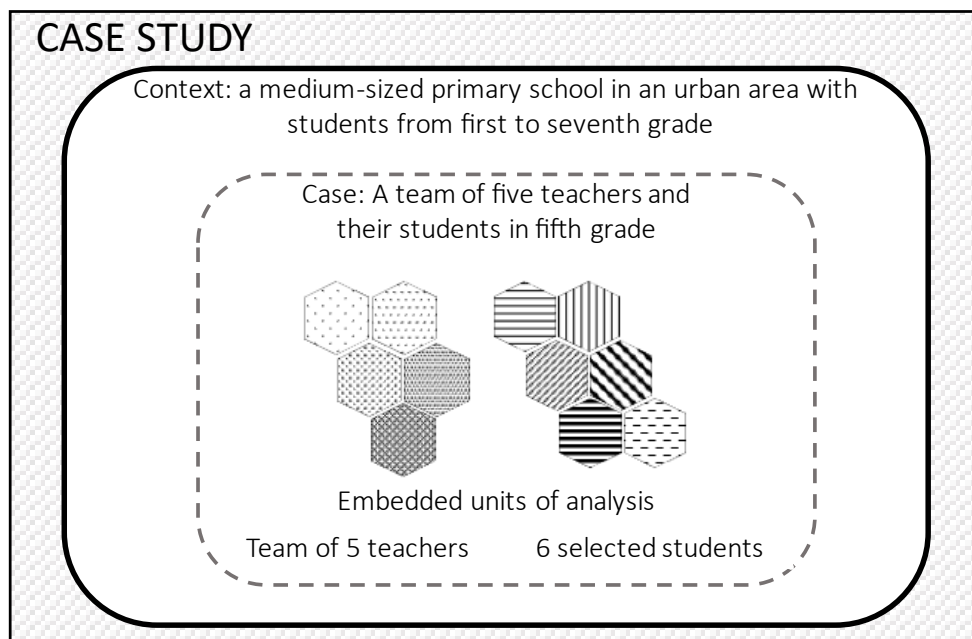 CASE STUDY
Context: a medium-sized primary school in an urban area with
students from first to seventh grade
Case: A team of five teachers and
their students in fifth grade
Embedded units of analysis
Team of 5 teachers
6 selected students